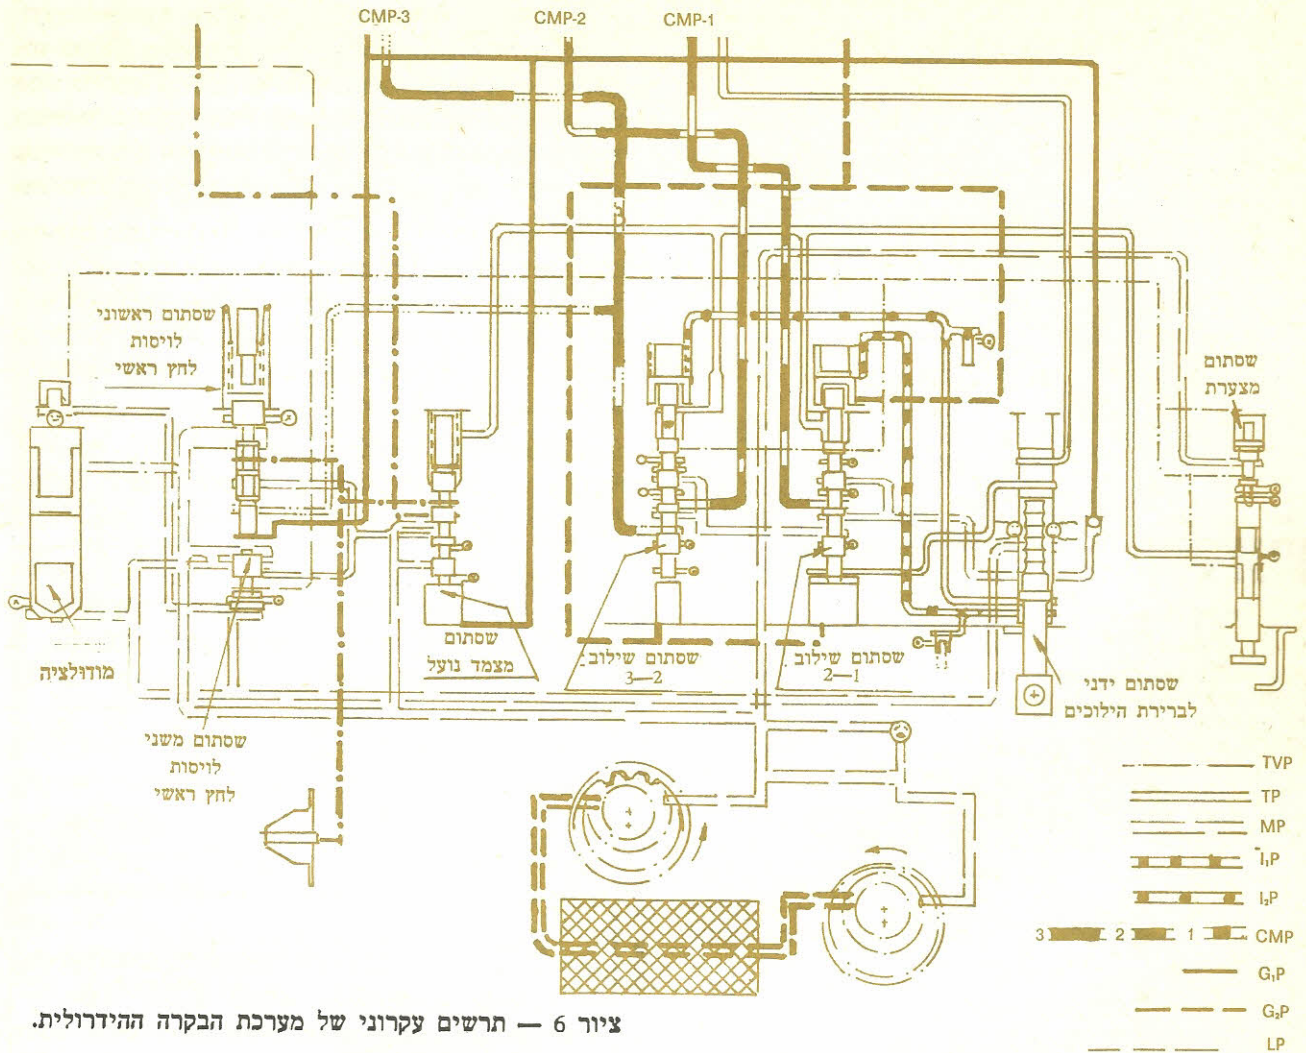 CMP-3
CMP-2
CMP-1
שסתום ראשוני
לויסות
לחץ ראשי
שסתום
מצערת
מודולציה
שסתום
מצמד נועל
שסתום שילוב
3—2
שסתום שילוב
2—1
שסתום ידני
לברירת הילוכים
שסתום משני
לויסות
לחץ ראשי
TVP
TP
MP
I₁P
I₂P
3 2 1 CMP
G₁P
G₂P
LP
ציור 6 — תרשים עקרוני של מערכת הבקרה ההידרולית.